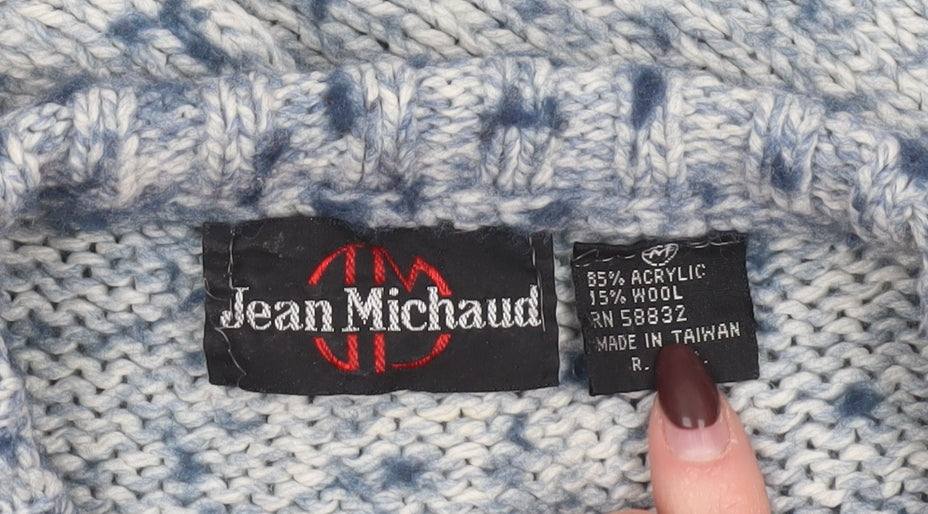 Jean Michaud
85% ACRYLIC
15% WOOL
RN 58832
MADE IN TAIWAN
R.